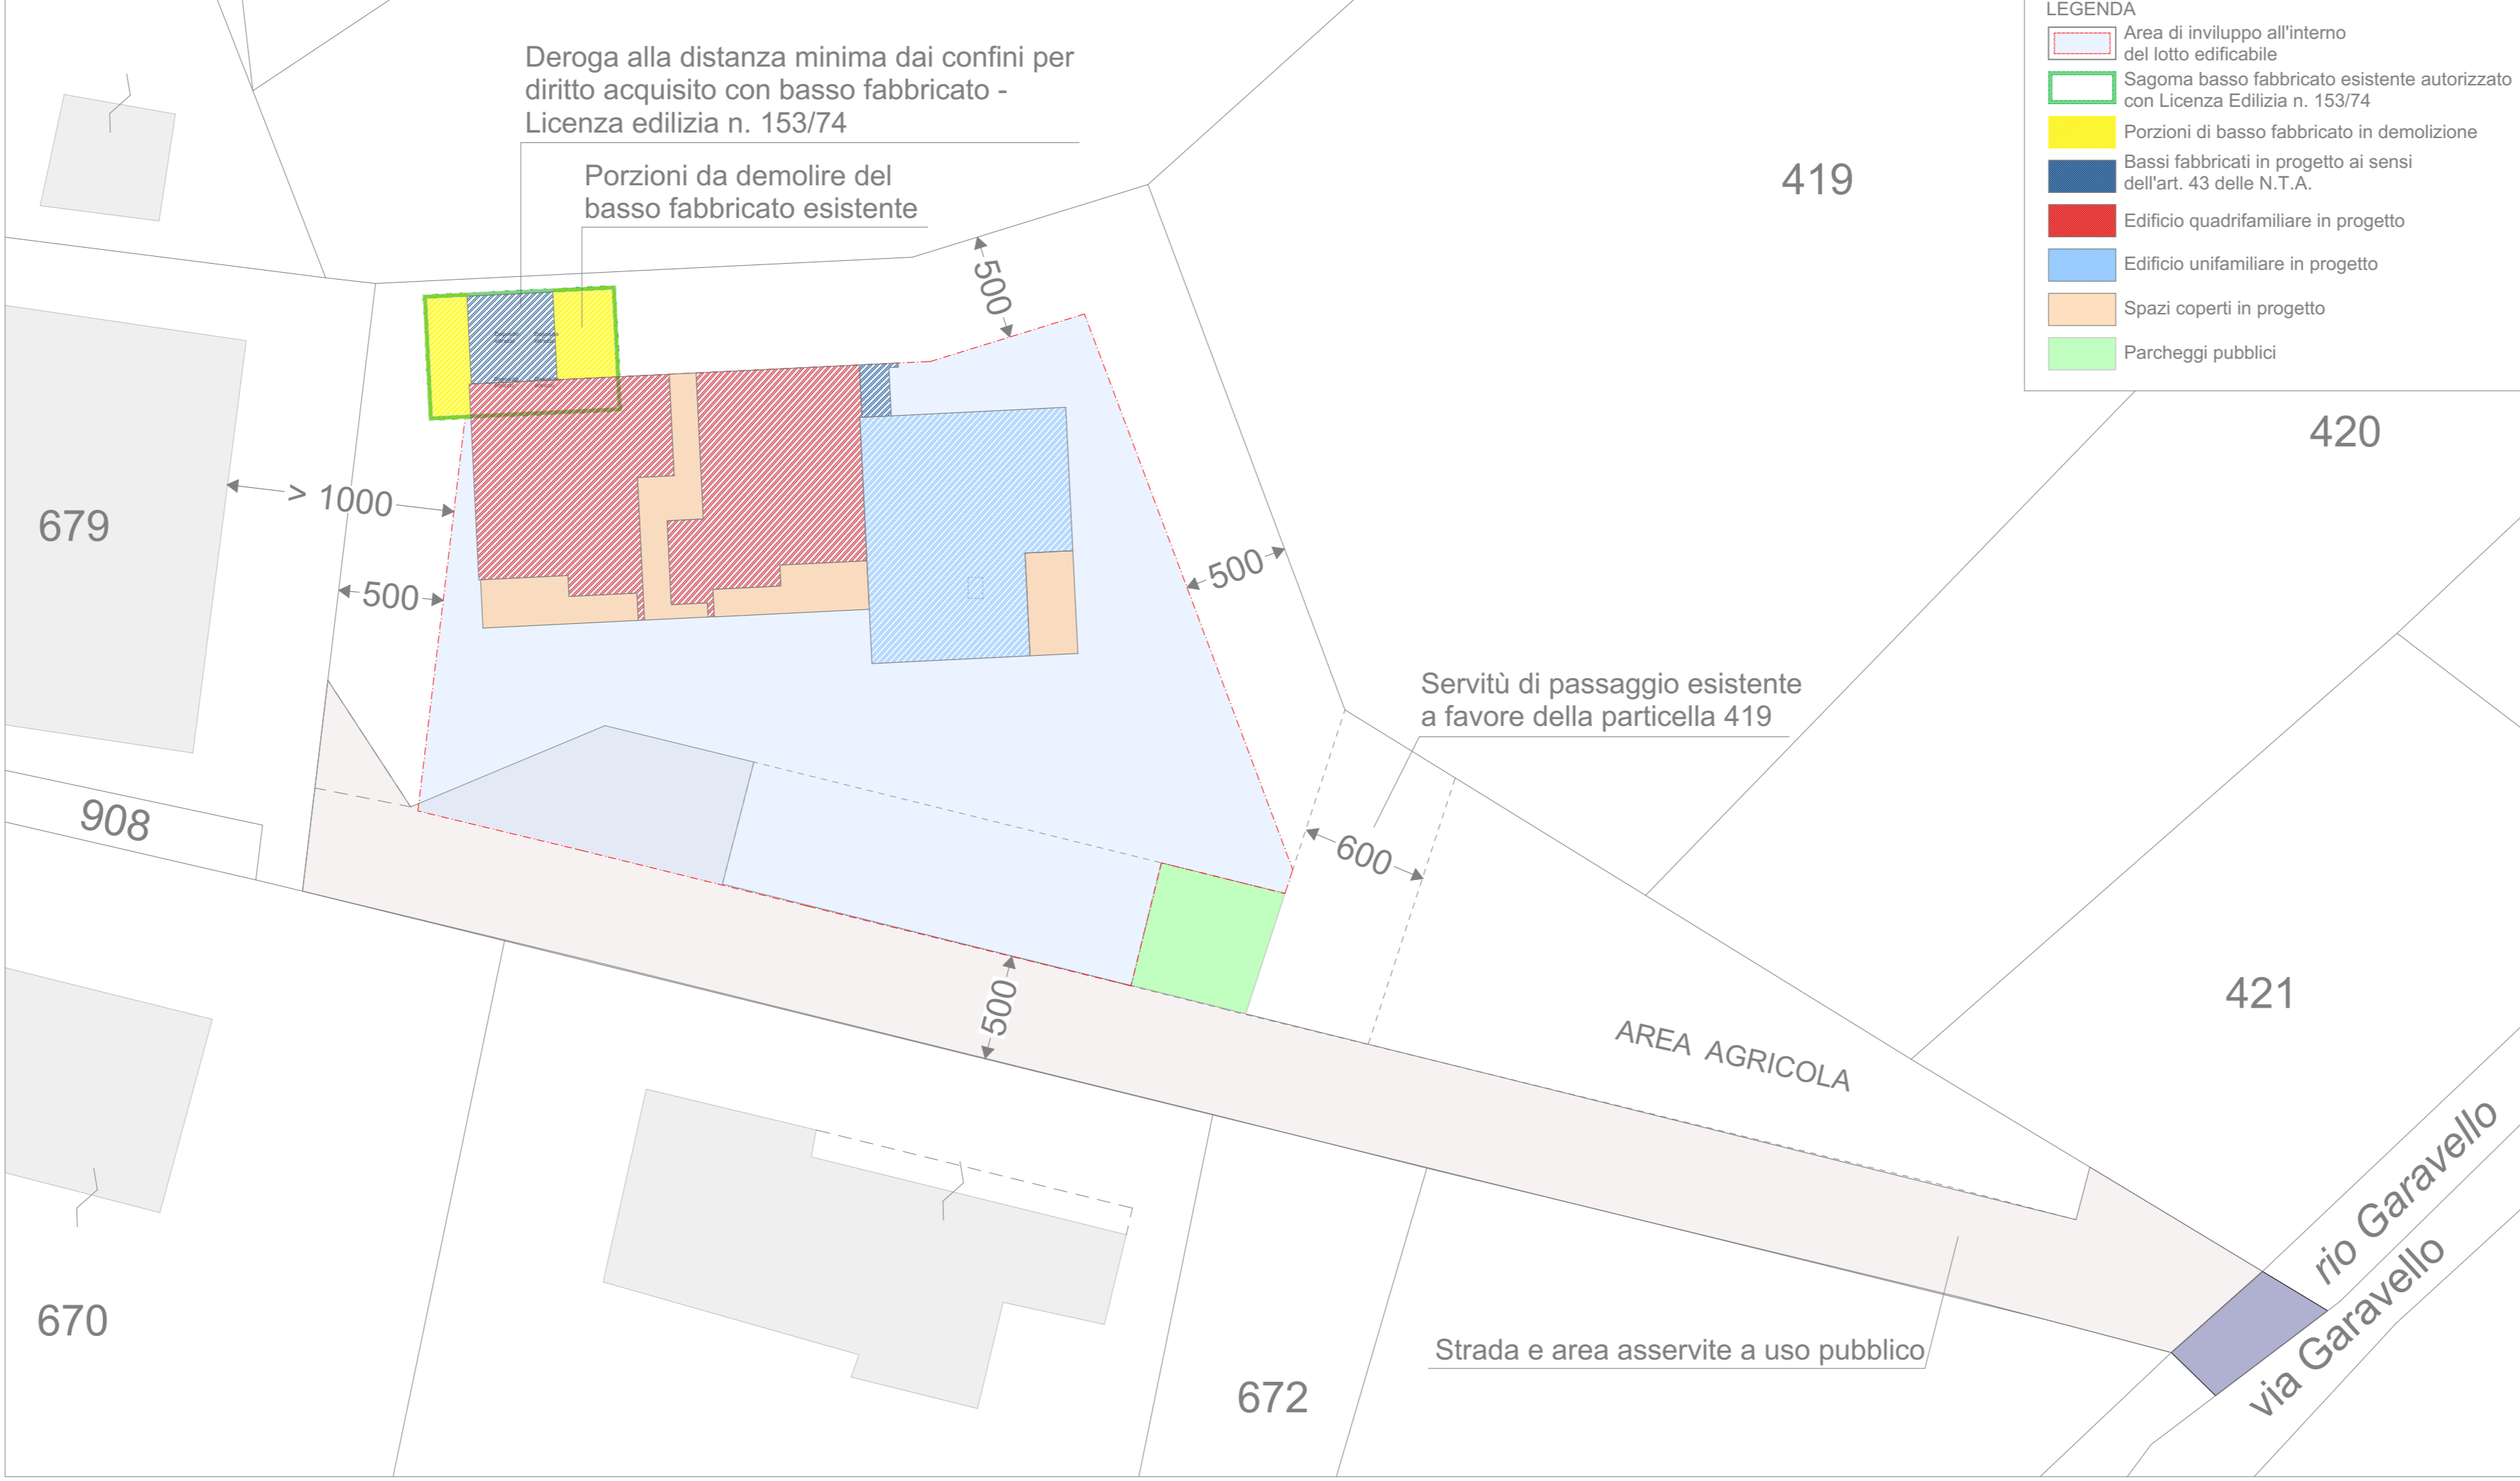 LEGENDA
Area di inviluppo all'interno
del lotto edificabile
Sagoma basso fabbricato esistente autorizzato
con Licenza Edilizia n. 153/74
Porzioni di basso fabbricato in demolizione
Bassi fabbricati in progetto ai sensi
dell'art. 43 delle N.T.A.
Edificio quadrifamiliare in progetto
Edificio unifamiliare in progetto
Spazi coperti in progetto
Parcheggi pubblici
Deroga alla distanza minima dai confini per
diritto acquisito con basso fabbricato -
Licenza edilizia n. 153/74
Porzioni da demolire del
basso fabbricato esistente
419
500
420
> 1000
679
500
500
Servitù di passaggio esistente
a favore della particella 419
908
600
500
421
AREA AGRICOLA
rio Garavello
via Garavello
670
Strada e area asservite a uso pubblico
672